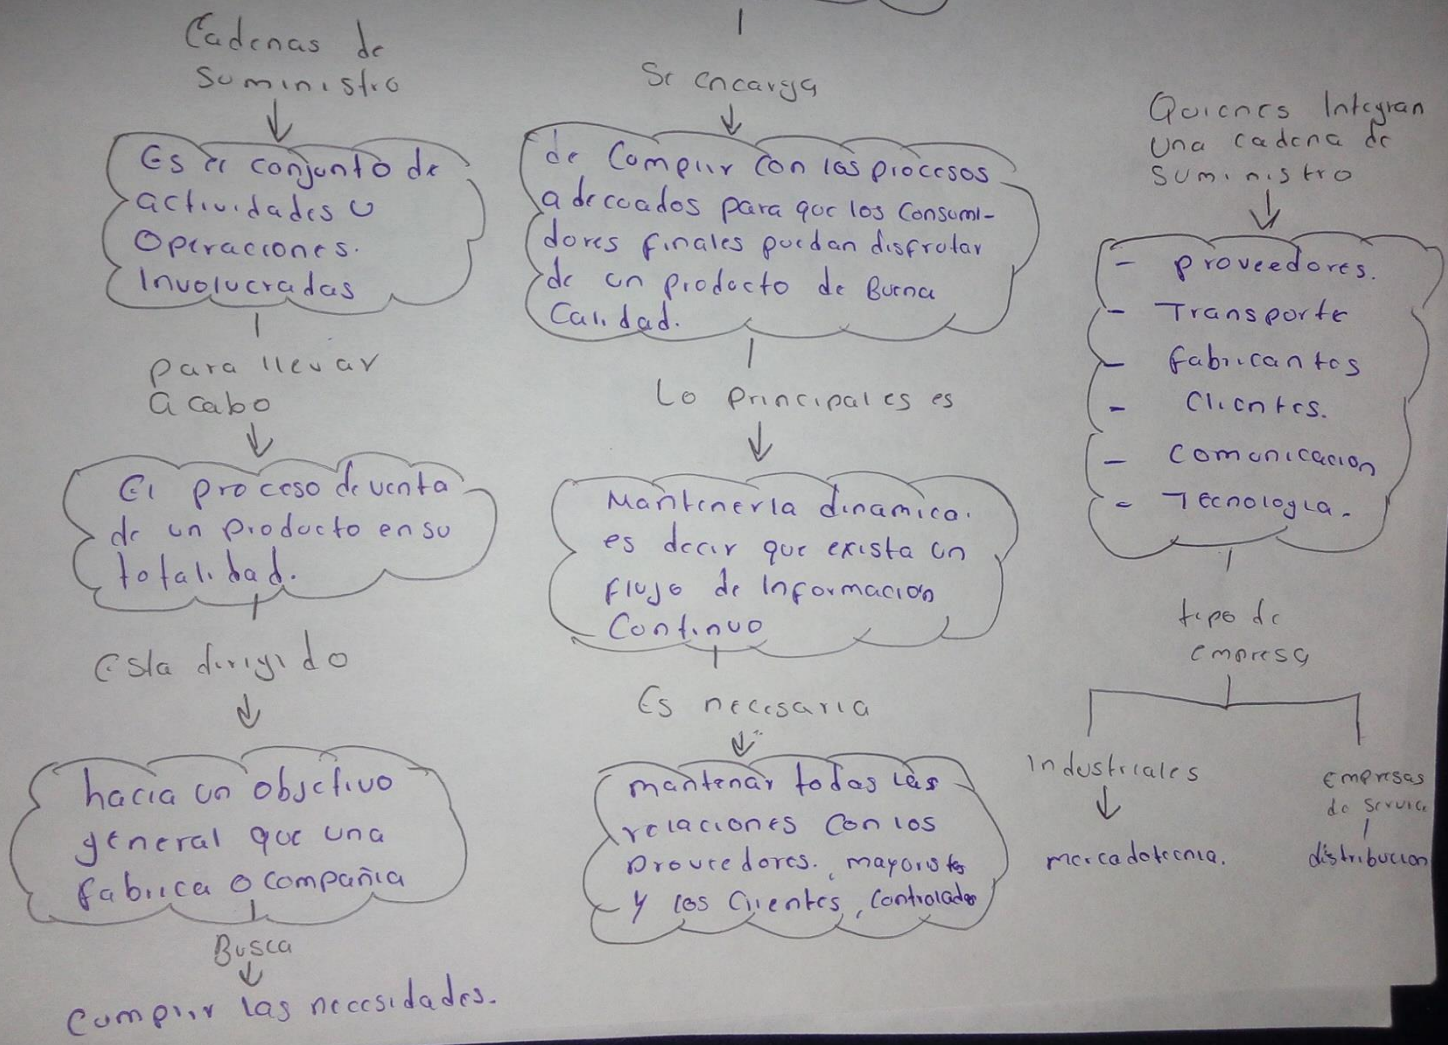 Cadenas de
Suministro
Es el conjunto de
actividades u
Operaciones.
Involucradas
para llevar
a cabo
El proceso de venta
de un producto en su
totalidad.
Esta dirigido
hacia un objetivo
general que una
fabrica o compañia
Busca
Cumplir las necesidades.
Se encarga
de Cumplir con los procesos
adecuados para que los Consumi-
dores finales puedan disfrutar
de un producto de Buena
Calidad.
Lo principales es
Mantenerla dinamica.
es decir que exista un
flujo de Informacion
Continuo
Es necesaria
mantenar todas las
relaciones con los
Proveedores, mayoristas
y los Clientes, Controlados
Quienes Integran
una cadena de
Suministro
- Proveedores.
- Transporte
- fabricantes
- Clientes.
- Comunicacion
- Tecnologia.
tipo de
empresa
Industriales
mercadotecnia.
empresas
de service
distribucion